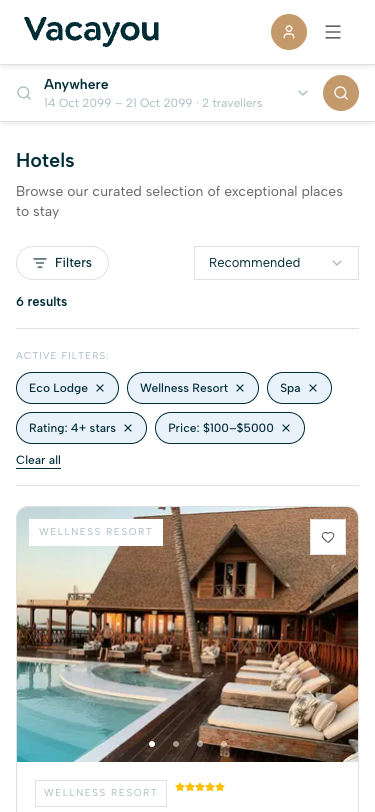 Vacayou
Anywhere
14 Oct 2099 – 21 Oct 2099 · 2 travellers
Hotels
Browse our curated selection of exceptional places
to stay
Filters
Recommended
6 results
ACTIVE FILTERS:
Eco Lodge
Wellness Resort
Spa
Rating: 4+ stars
Price: $100–$5000
Clear all
WELLNESS RESORT
WELLNESS RESORT